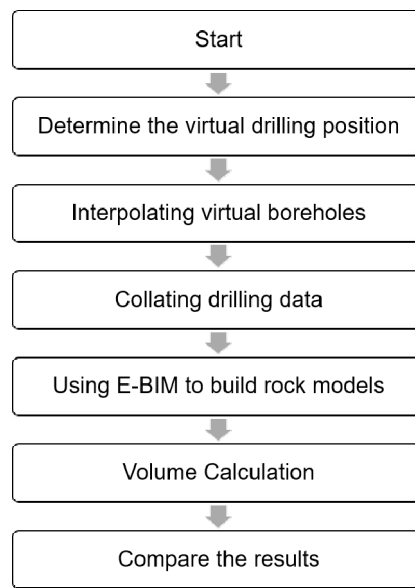 Start
Determine the virtual drilling position
Interpolating virtual boreholes
Collating drilling data
Using E-BIM to build rock models
Volume Calculation
Compare the results